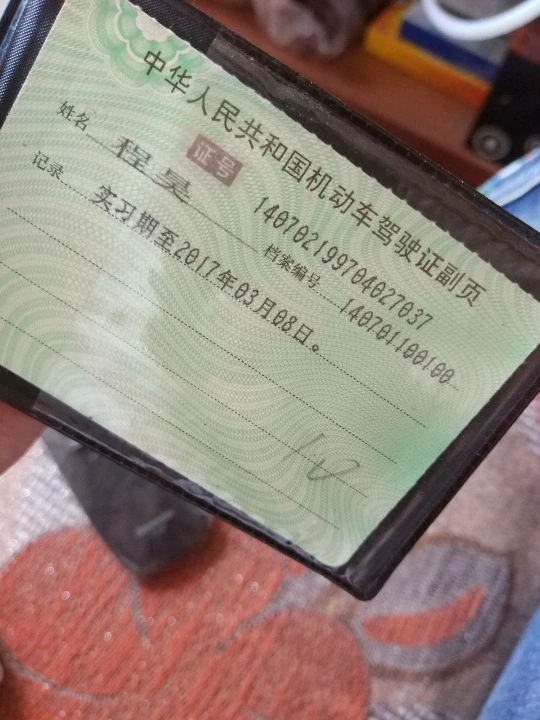 中华人民共和国机动车驾驶证副页
证号 140702199704027037
姓名 程昊 档案编号 140701100100
记录 实习期至2017年03月08日。